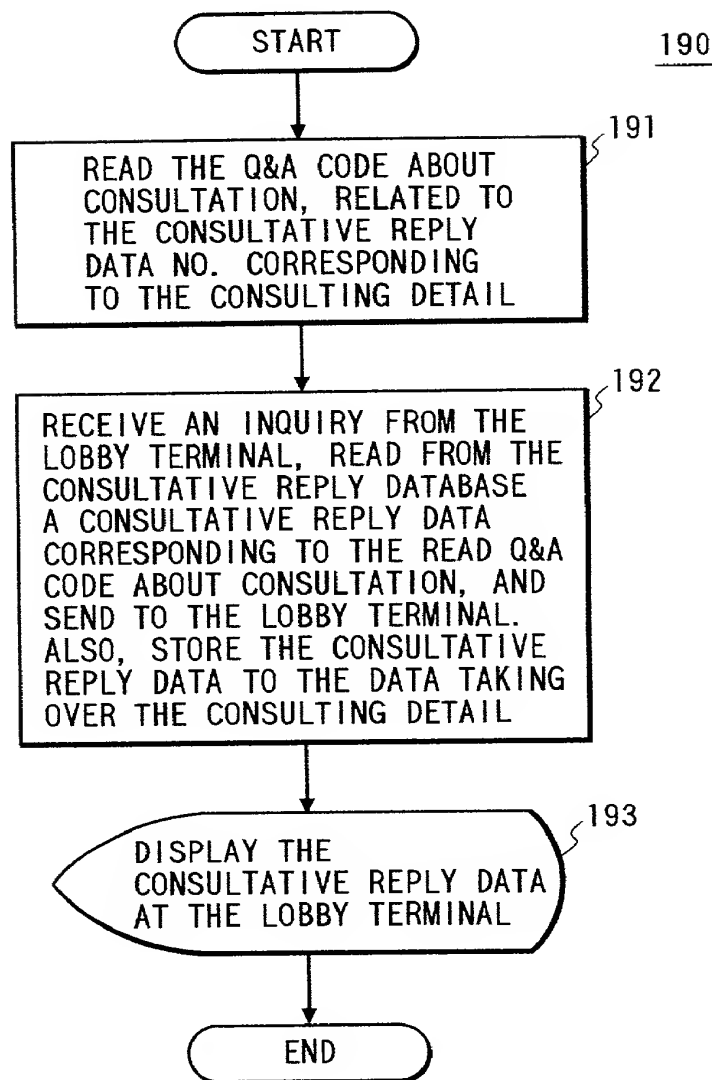 START
190
191
READ THE Q&A CODE ABOUT
CONSULTATION, RELATED TO
THE CONSULTATIVE REPLY
DATA NO. CORRESPONDING
TO THE CONSULTING DETAIL
192
RECEIVE AN INQUIRY FROM THE
LOBBY TERMINAL, READ FROM THE
CONSULTATIVE REPLY DATABASE
A CONSULTATIVE REPLY DATA
CORRESPONDING TO THE READ Q&A
CODE ABOUT CONSULTATION, AND
SEND TO THE LOBBY TERMINAL.
ALSO, STORE THE CONSULTATIVE
REPLY DATA TO THE DATA TAKING
OVER THE CONSULTING DETAIL
193
DISPLAY THE
CONSULTATIVE REPLY DATA
AT THE LOBBY TERMINAL
END